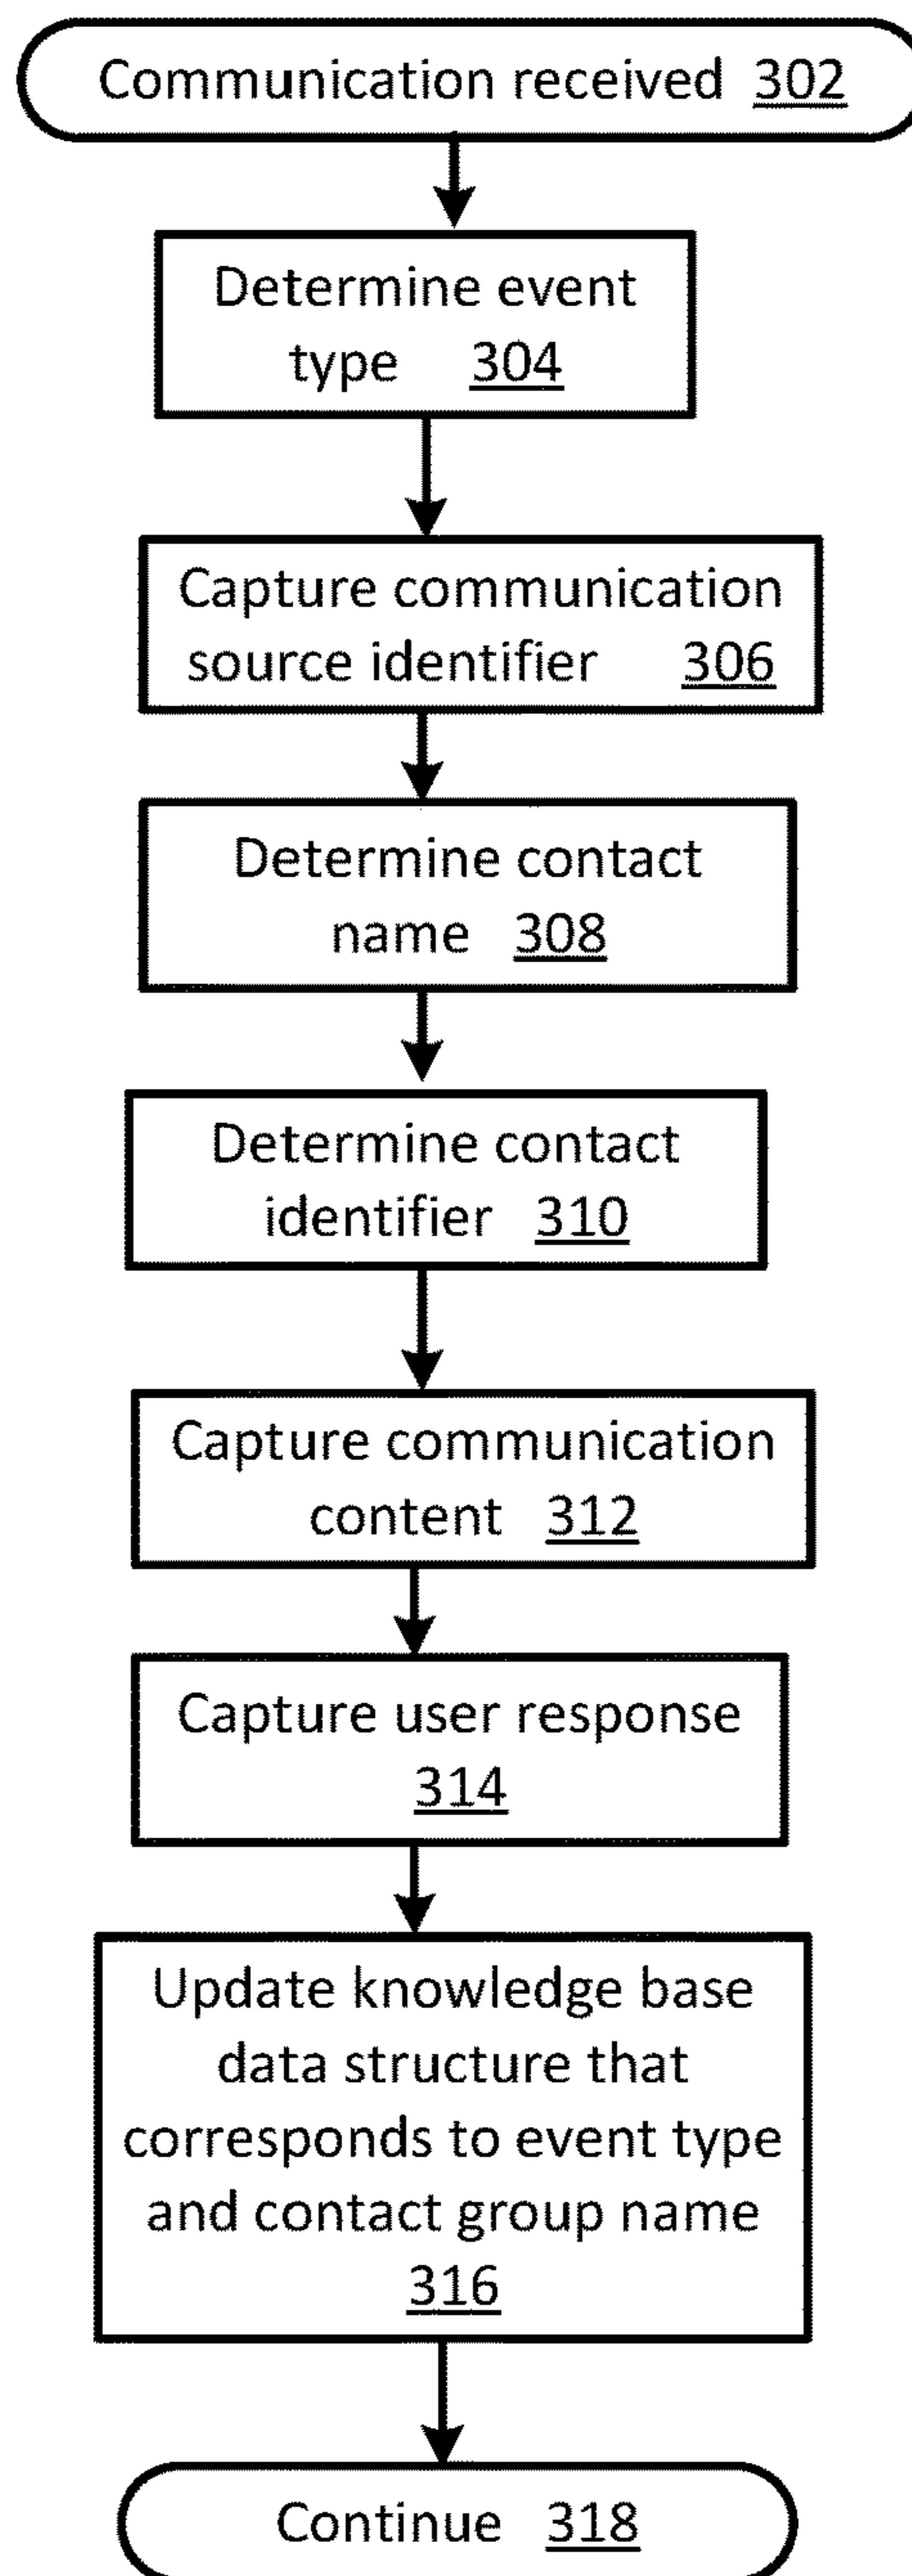 Communication received 302
Determine event
type 304
Capture communication
source identifier 306
Determine contact
name 308
Determine contact
identifier 310
Capture communication
content 312
Capture user response
314
Update knowledge base
data structure that
corresponds to event type
and contact group name
316
Continue 318